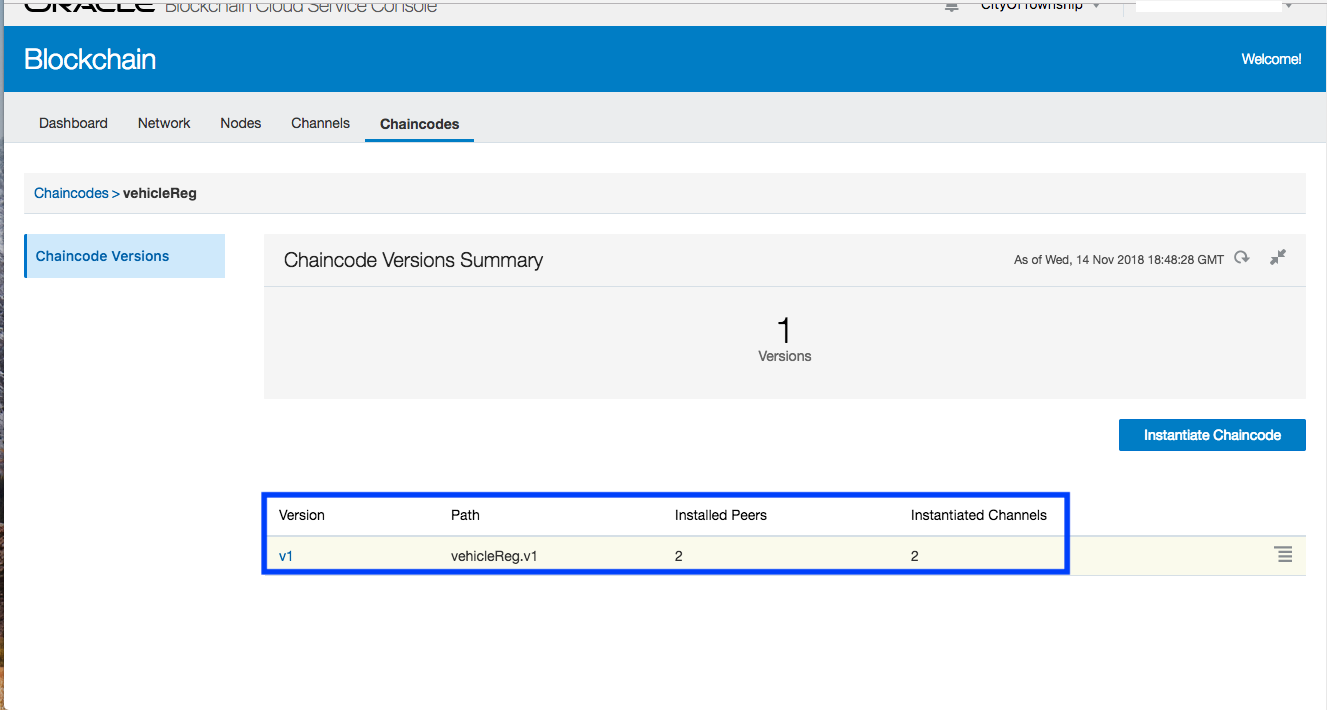 ORACLE Blockchain Cloud Service Console CityOfTownship
Blockchain Welcome!
Dashboard Network Nodes Channels Chaincodes
Chaincodes > vehicleReg
Chaincode Versions
Chaincode Versions Summary As of Wed, 14 Nov 2018 18:48:28 GMT
1
Versions
Instantiate Chaincode
Version Path Installed Peers Instantiated Channels
v1 vehicleReg.v1 2 2